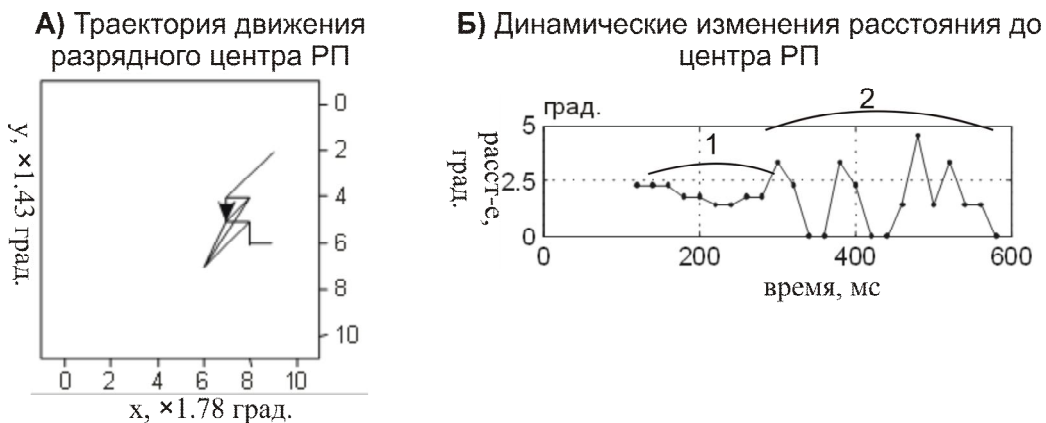 А) Траектория движения
разрядного центра РП
0
2
4
6
8
10
у, ×1.43 град.
0 2 4 6 8 10
х, ×1.78 град.
Б) Динамические изменения расстояния до
центра РП
град.
1
2
5
2.5
0
расст-е,
град.
0 200 400 600
время, мс